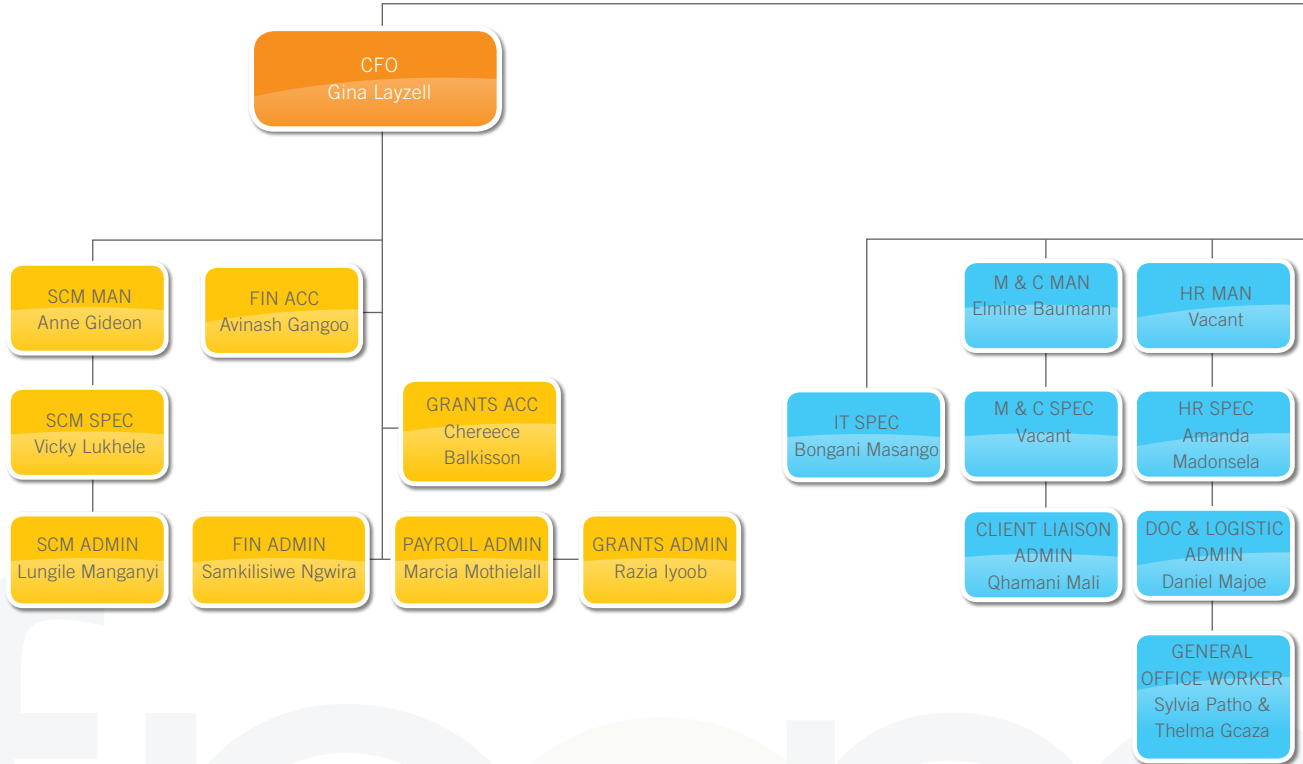 CFO
Gina Layzell
SCM MAN
Anne Gideon
FIN ACC
Avinash Gangoo
M & C MAN
Elmine Baumann
HR MAN
Vacant
SCM SPEC
Vicky Lukhele
GRANTS ACC
Chereece
Balkisson
IT SPEC
Bongani Masango
M & C SPEC
Vacant
HR SPEC
Amanda
Madonsela
SCM ADMIN
Lungile Manganyi
FIN ADMIN
Samkilisiwe Ngwira
PAYROLL ADMIN
Marcia Mothielall
GRANTS ADMIN
Razia Iyoob
CLIENT LIAISON
ADMIN
Qhamani Mali
DOC & LOGISTIC
ADMIN
Daniel Majoe
GENERAL
OFFICE WORKER
Sylvia Patho &
Thelma Gcaza